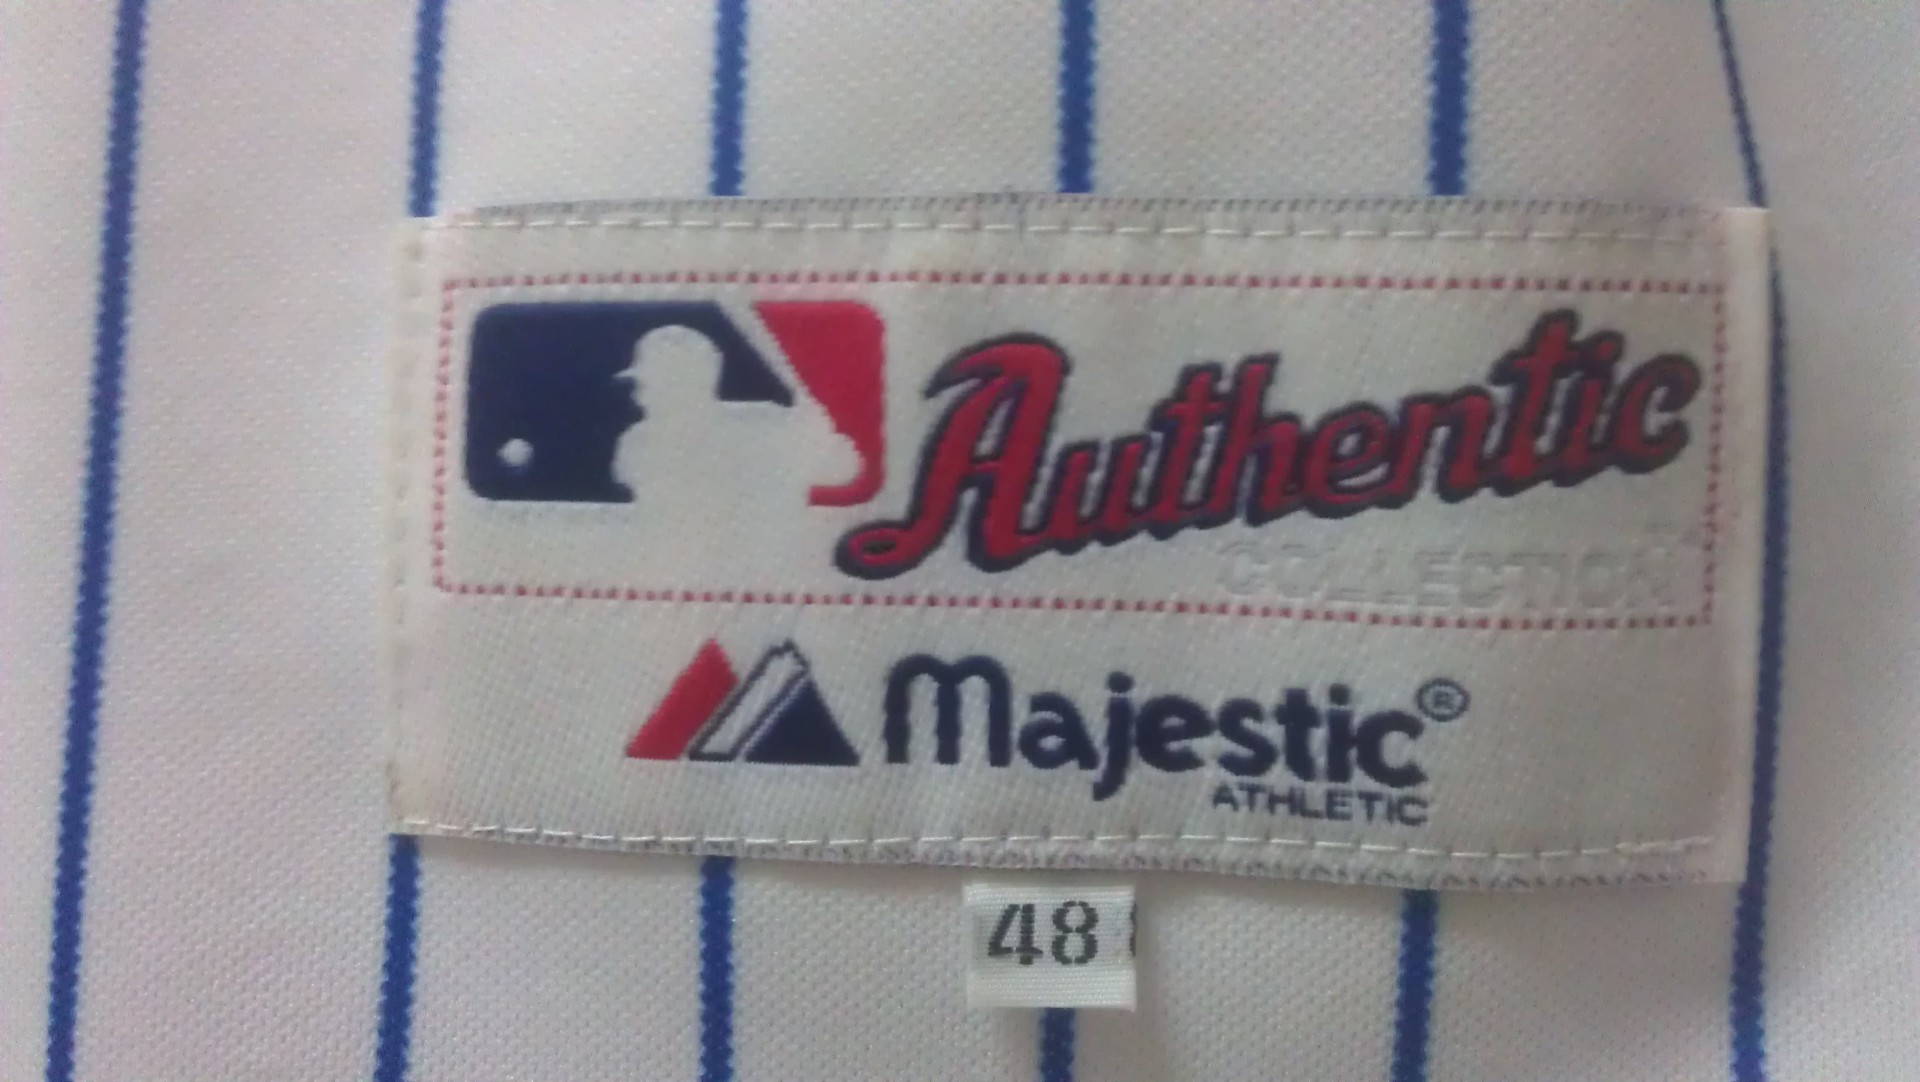 Authentic
COLLECTION
Majestic®
ATHLETIC
48